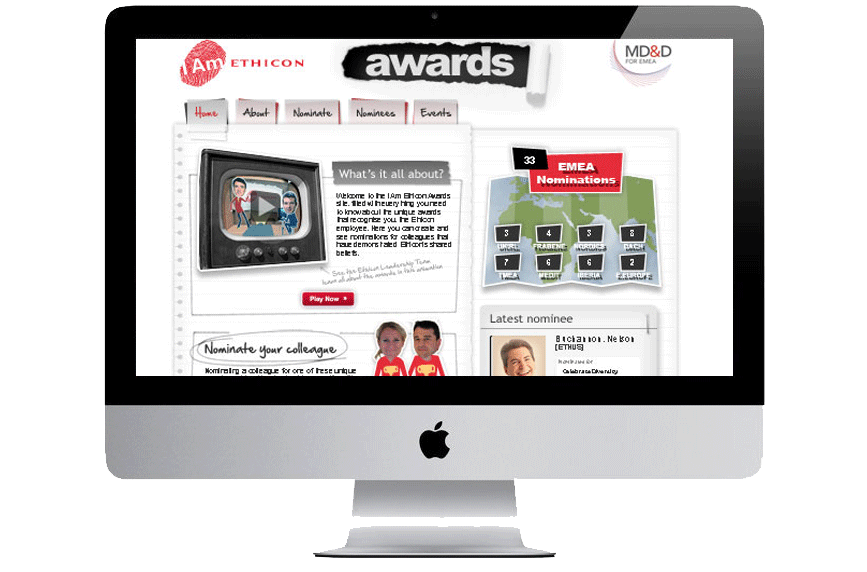 I Am ETHICON
awards
MD&D
FOR EMEA
Home
About
Nominate
Nominees
Events
What's it all about?
Welcome to the I Am Ethicon Awards
site, filled with everything you need
to know about the unique awards
that recognise you, the Ethicon
employee. Here you can create and
see nominations for colleagues that
have demonstrated Ethicon's shared
beliefs.
See the Ethicon Leadership Team
learn all about the awards in this animation
Play Now
33
EMEA
Nominations
3 4 3 8
FRABENE NORDICS DACH
7 6 6 2
IBERIA E.EUROPE
Nominate your colleague
Nominating a colleague for one of these unique
Latest nominee
Buchannon, Nelson
[ETHUS]
Nominated for
Celebrate Diversity